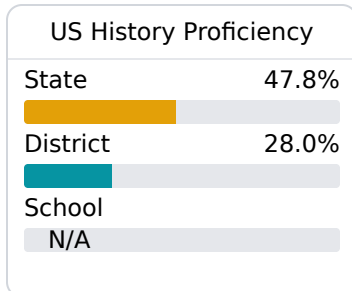 US History Proficiency
State 47.8%
District 28.0%
School
N/A